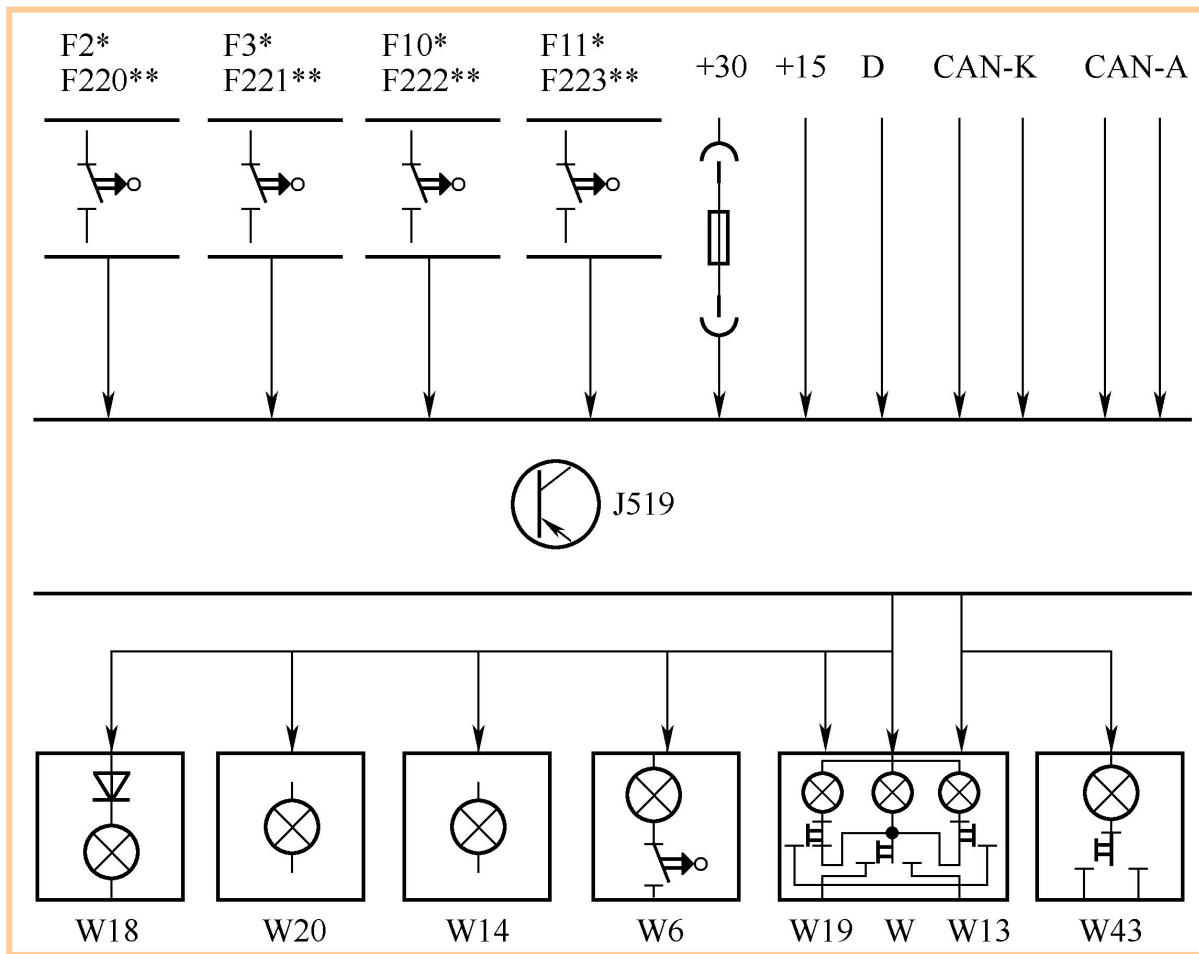 F2*
F220**
F3*
F221**
F10*
F222**
F11*
F223**
+30
+15
D
CAN-K
CAN-A
J519
W18
W20
W14
W6
W19
W
W13
W43